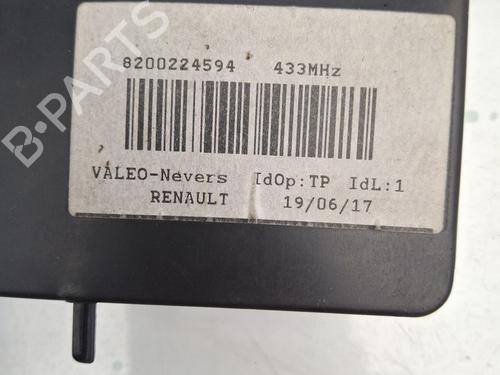 8200224594 433MHz
VALEO-Nevers IdOp:TP IdL:1
RENAULT 19/06/17
B-PARTS